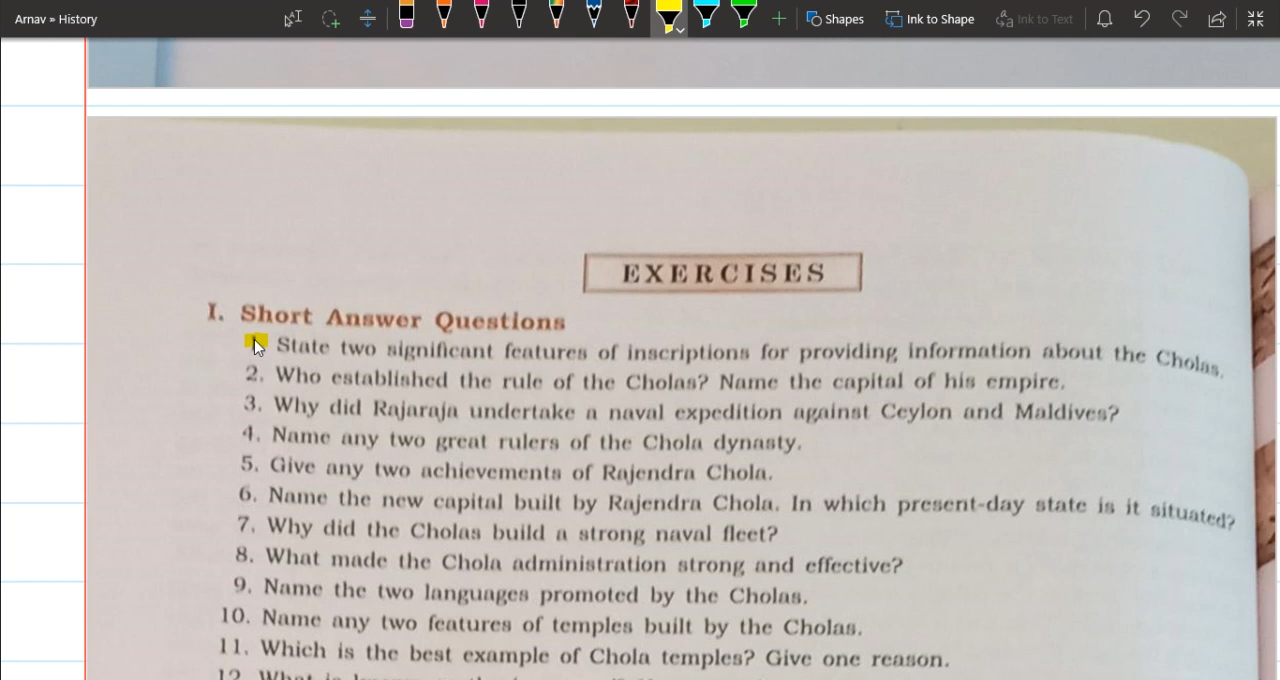 Arnav » History
Shapes
Ink to Shape
Ink to Text
EXERCISES
I. Short Answer Questions
State two significant features of inscriptions for providing information about the Cholas.
2. Who established the rule of the Cholas? Name the capital of his empire.
3. Why did Rajaraja undertake a naval expedition against Ceylon and Maldives?
4. Name any two great rulers of the Chola dynasty.
5. Give any two achievements of Rajendra Chola.
6. Name the new capital built by Rajendra Chola. In which present-day state is it situated?
7. Why did the Cholas build a strong naval fleet?
8. What made the Chola administration strong and effective?
9. Name the two languages promoted by the Cholas.
10. Name any two features of temples built by the Cholas.
11. Which is the best example of Chola temples? Give one reason.
12. What is